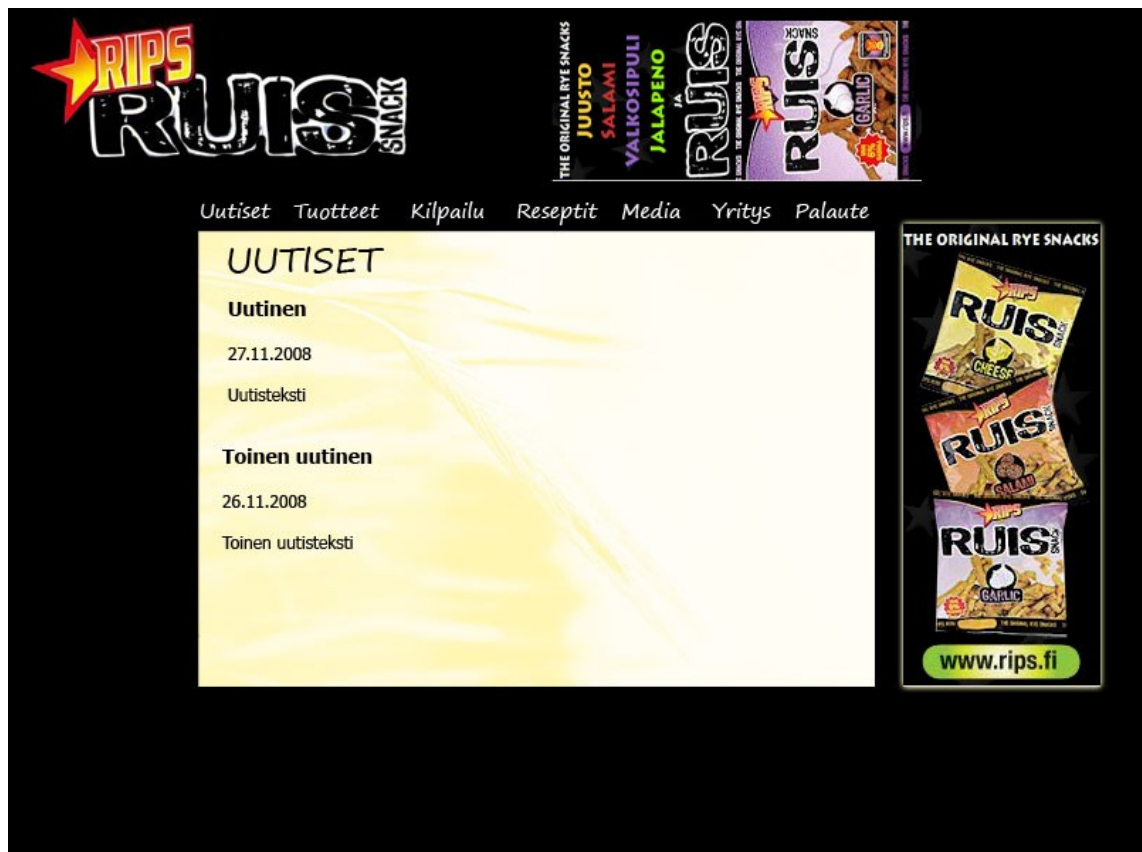 RIPS
RUIS
SNACK
THE ORIGINAL RYE SNACKS
JUUSTO
SALAMI
VALKOSIPULI
JALAPENO
JA
RUIS
RIPS
RUIS
SNACK
GARLIC
Uutiset Tuotteet Kilpailu Reseptit Media Yritys Palaute
UUTISET
Uutinen
27.11.2008
Uutisteksti
Toinen uutinen
26.11.2008
Toinen uutisteksti
THE ORIGINAL RYE SNACKS
RIPS
RUIS
SNACK
CHEESE
RIPS
RUIS
SNACK
SALAMI
RIPS
RUIS
SNACK
GARLIC
www.rips.fi